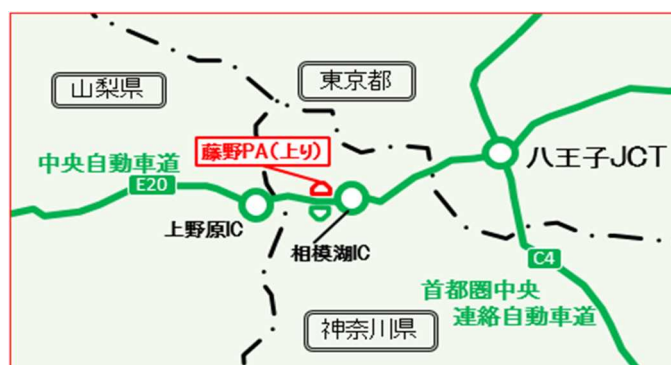 山梨県
東京都
藤野PA(上り)
中央自動車道
E20
八王子JCT
上野原IC
相模湖IC
C4
首都圏中央
連絡自動車道
神奈川県